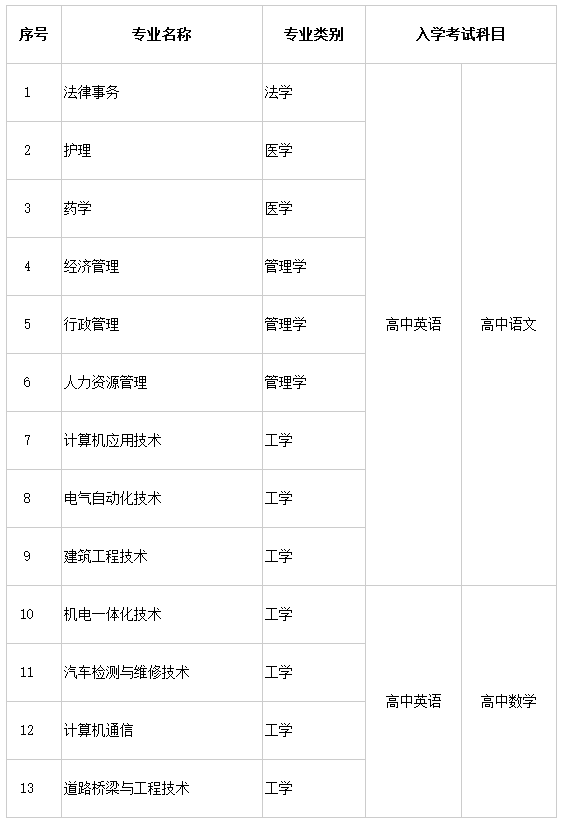 序号 专业名称 专业类别 入学考试科目
1 法律事务 法学
2 护理 医学
3 药学 医学
4 经济管理 管理学
5 行政管理 管理学 高中英语 高中语文
6 人力资源管理 管理学
7 计算机应用技术 工学
8 电气自动化技术 工学
9 建筑工程技术 工学
10 机电一体化技术 工学
11 汽车检测与维修技术 工学
高中英语 高中数学
12 计算机通信 工学
13 道路桥梁与工程技术 工学